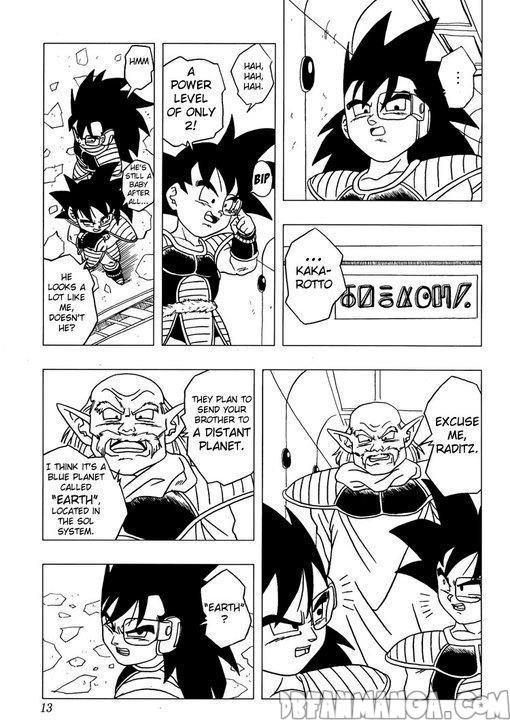 ...
...
KAKA-
ROTTO
HAH,
HAH,
HAH.
BIP
A
POWER
LEVEL OF
ONLY
2!
HMM
HE'S
STILL A
BABY
AFTER
ALL...
HE
LOOKS A
LOT LIKE
ME,
DOESN'T
HE?
EXCUSE
ME,
RADITZ.
THEY PLAN TO
SEND YOUR
BROTHER TO
A DISTANT
PLANET.
I THINK IT'S A
BLUE PLANET
CALLED
"EARTH",
LOCATED
IN THE SOL
SYSTEM.
"EARTH"
?
13
DBFANMANGA.COM